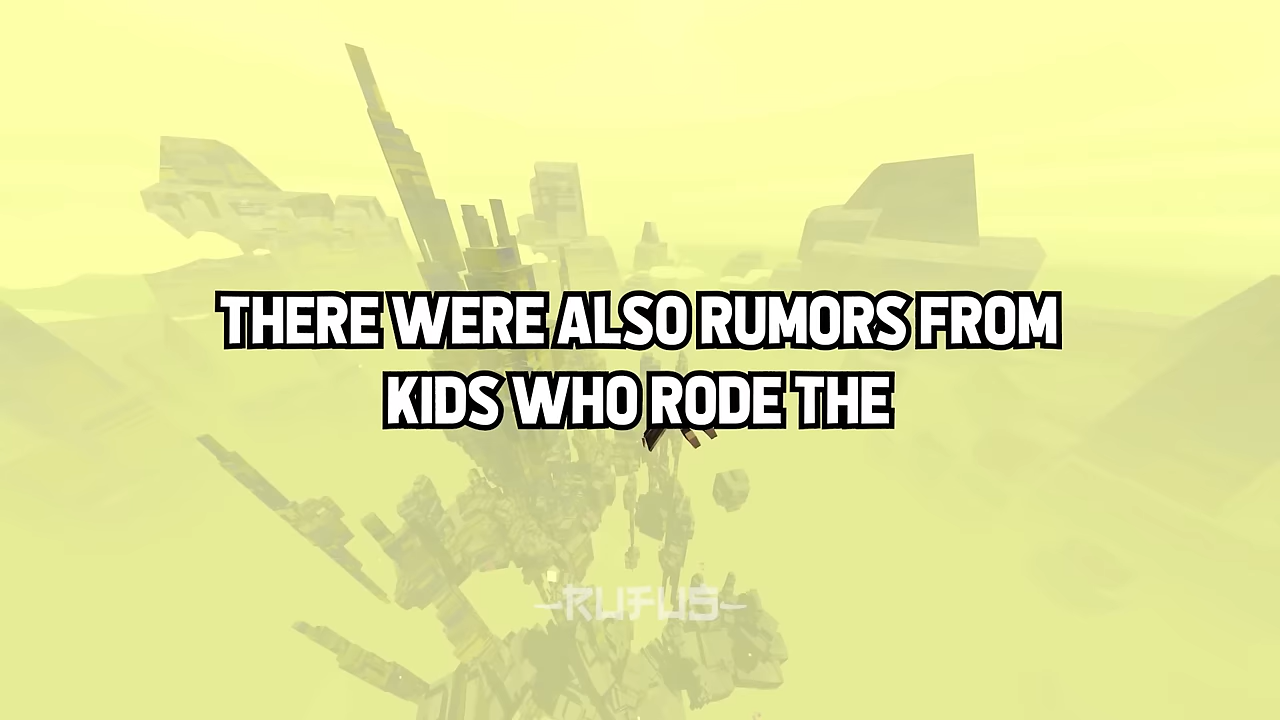 THERE WERE ALSO RUMORS FROM
KIDS WHO RODE THE
-RUFUS-